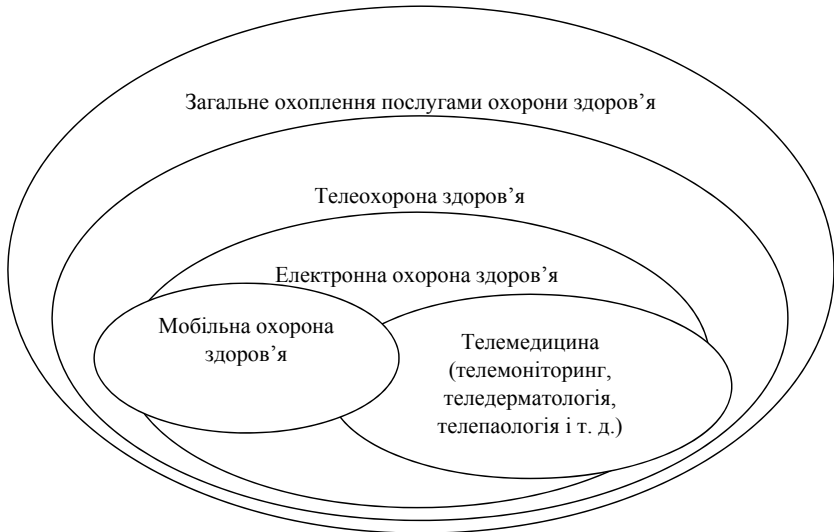 Загальне охоплення послугами охорони здоров’я
Телеохорона здоров’я
Електронна охорона здоров’я
Мобільна охорона
здоров’я
Телемедицина
(телемоніторинг,
теледерматологія,
телепаологія і т. д.)